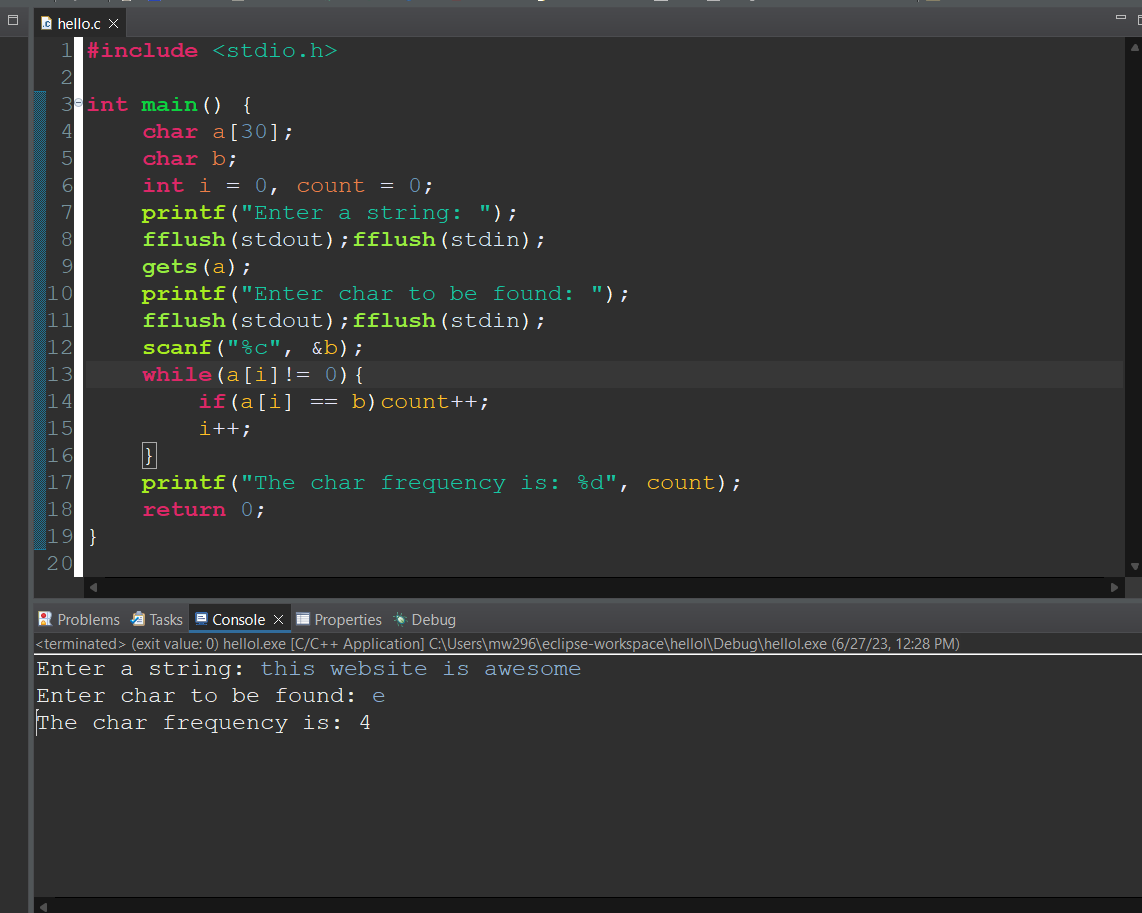 hello.c
1 #include <stdio.h>
2
3 int main() {
4     char a[30];
5     char b;
6     int i = 0, count = 0;
7     printf("Enter a string: ");
8     fflush(stdout);fflush(stdin);
9     gets(a);
10     printf("Enter char to be found: ");
11     fflush(stdout);fflush(stdin);
12     scanf("%c", &b);
13     while(a[i]!= 0){
14         if(a[i] == b)count++;
15         i++;
16     }
17     printf("The char frequency is: %d", count);
18     return 0;
19 }
20
Problems Tasks Console Properties Debug
<terminated> (exit value: 0) hellol.exe [C/C++ Application] C:\Users\mw296\eclipse-workspace\hellol\Debug\hellol.exe (6/27/23, 12:28 PM)
Enter a string: this website is awesome
Enter char to be found: e
The char frequency is: 4